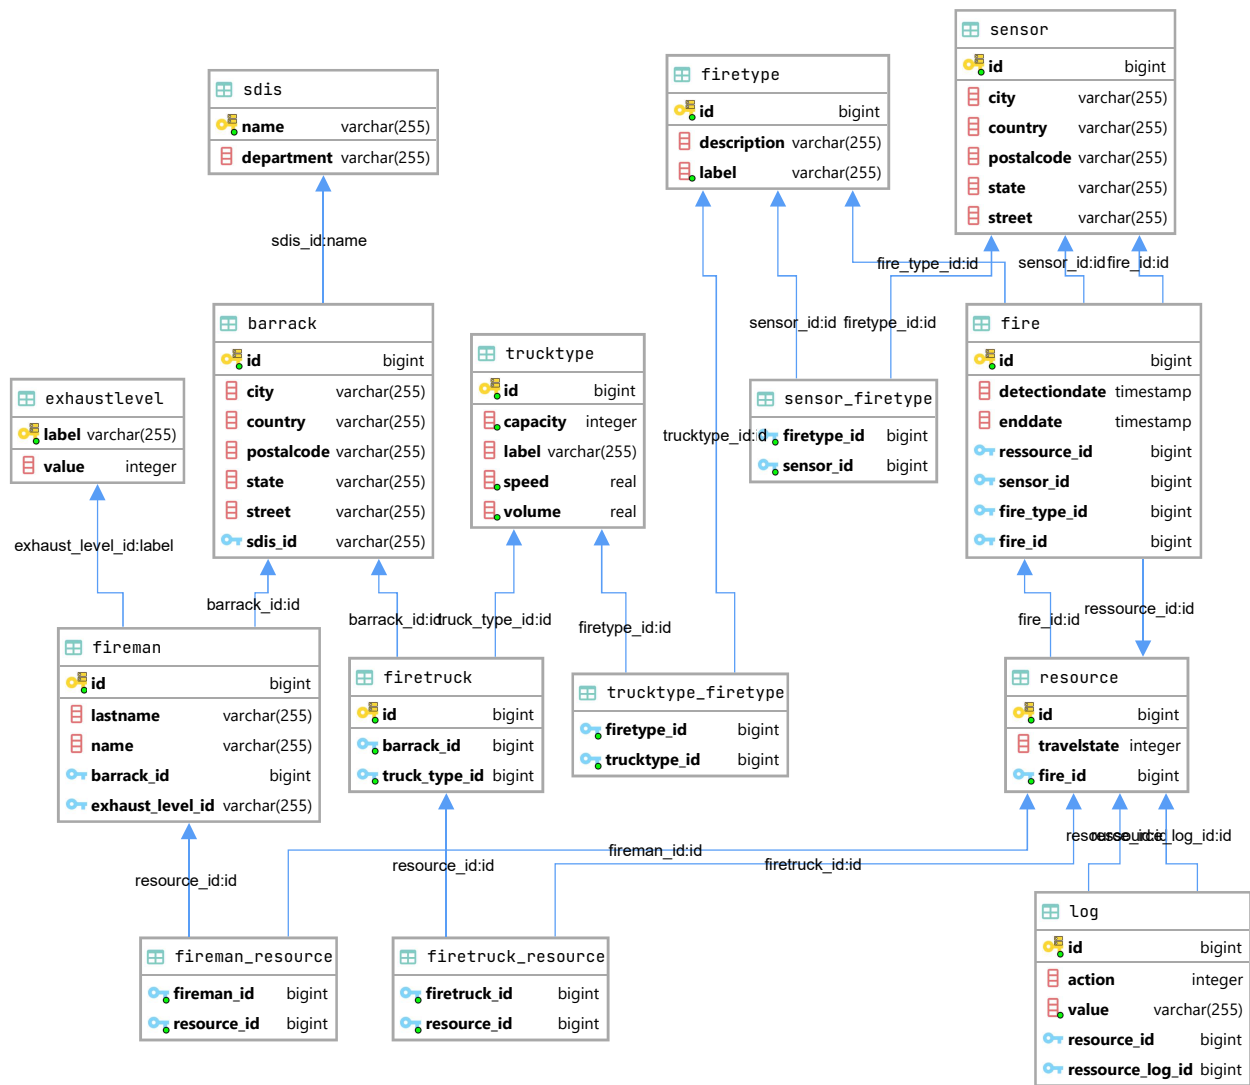 sensor
id bigint
city varchar(255)
country varchar(255)
postalcode varchar(255)
state varchar(255)
street varchar(255)
firetype
id bigint
description varchar(255)
label varchar(255)
sdis
name varchar(255)
department varchar(255)
sdis_id:name
fire_type_id:id
sensor_id:id
fire_id:id
sensor_id:id
firetype_id:id
barrack
id bigint
city varchar(255)
country varchar(255)
postalcode varchar(255)
state varchar(255)
street varchar(255)
sdis_id varchar(255)
trucktype
id bigint
capacity integer
label varchar(255)
speed real
volume real
fire
id bigint
detectiondate timestamp
enddate timestamp
ressource_id bigint
sensor_id bigint
fire_type_id bigint
fire_id bigint
exhaustlevel
label varchar(255)
value integer
sensor_firetype
firetype_id bigint
sensor_id bigint
trucktype_id:id
exhaust_level_id:label
barrack_id:id
barrack_id:id
truck_type_id:id
firetype_id:id
fire_id:id
ressource_id:id
fireman
id bigint
lastname varchar(255)
name varchar(255)
barrack_id bigint
exhaust_level_id varchar(255)
firetruck
id bigint
barrack_id bigint
truck_type_id bigint
trucktype_firetype
firetype_id bigint
trucktype_id bigint
resource
id bigint
travelstate integer
fire_id bigint
resource_id:id
resource_id:id
fireman_id:id
firetruck_id:id
resource_id:id
ressource_log_id:id
fireman_resource
fireman_id bigint
resource_id bigint
firetruck_resource
firetruck_id bigint
resource_id bigint
log
id bigint
action integer
value varchar(255)
resource_id bigint
ressource_log_id bigint